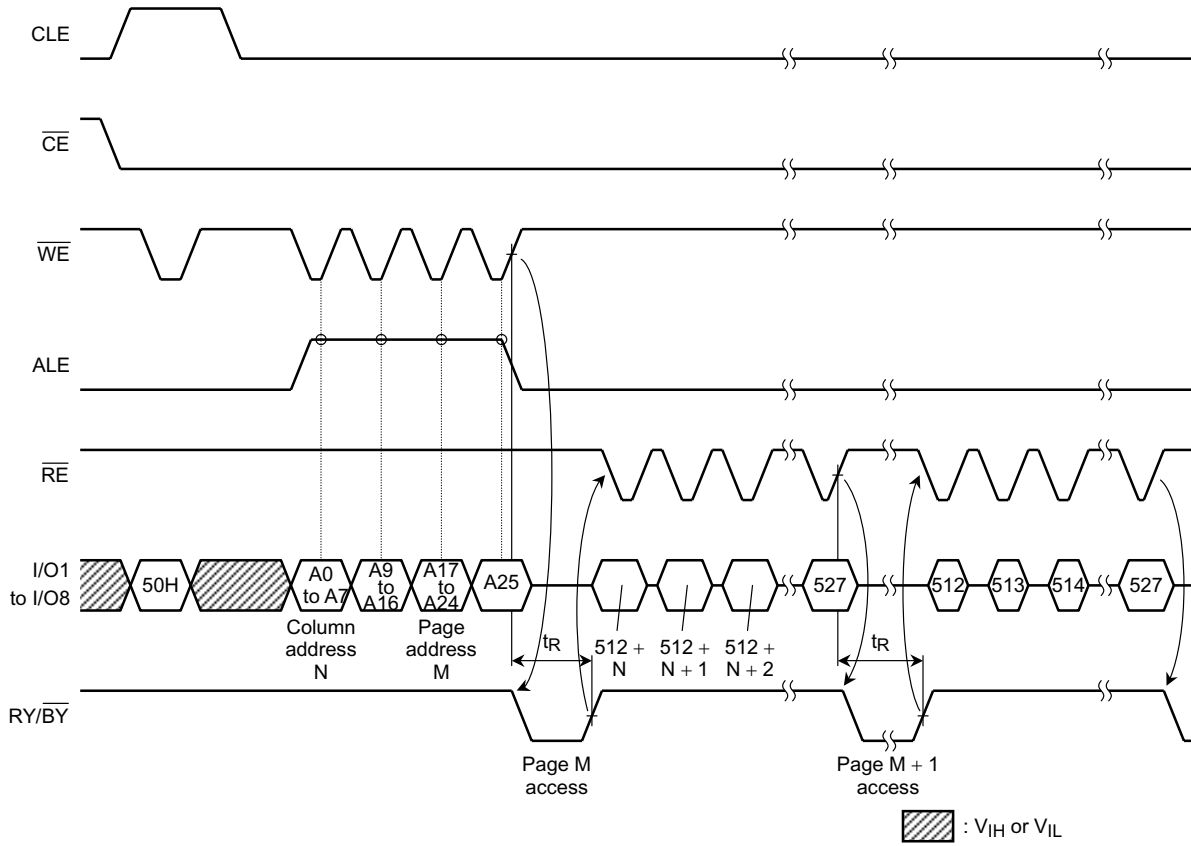 CLE
CE
WE
ALE
RE
I/O1
to I/O8
50H
A0
to A7
A9
to
A16
A17
to
A24
A25
527
512
513
514
527
Column
address
N
Page
address
M
tR
512 +
N
512 +
N + 1
512 +
N + 2
tR
RY/BY
Page M
access
Page M + 1
access
: VIH or VIL